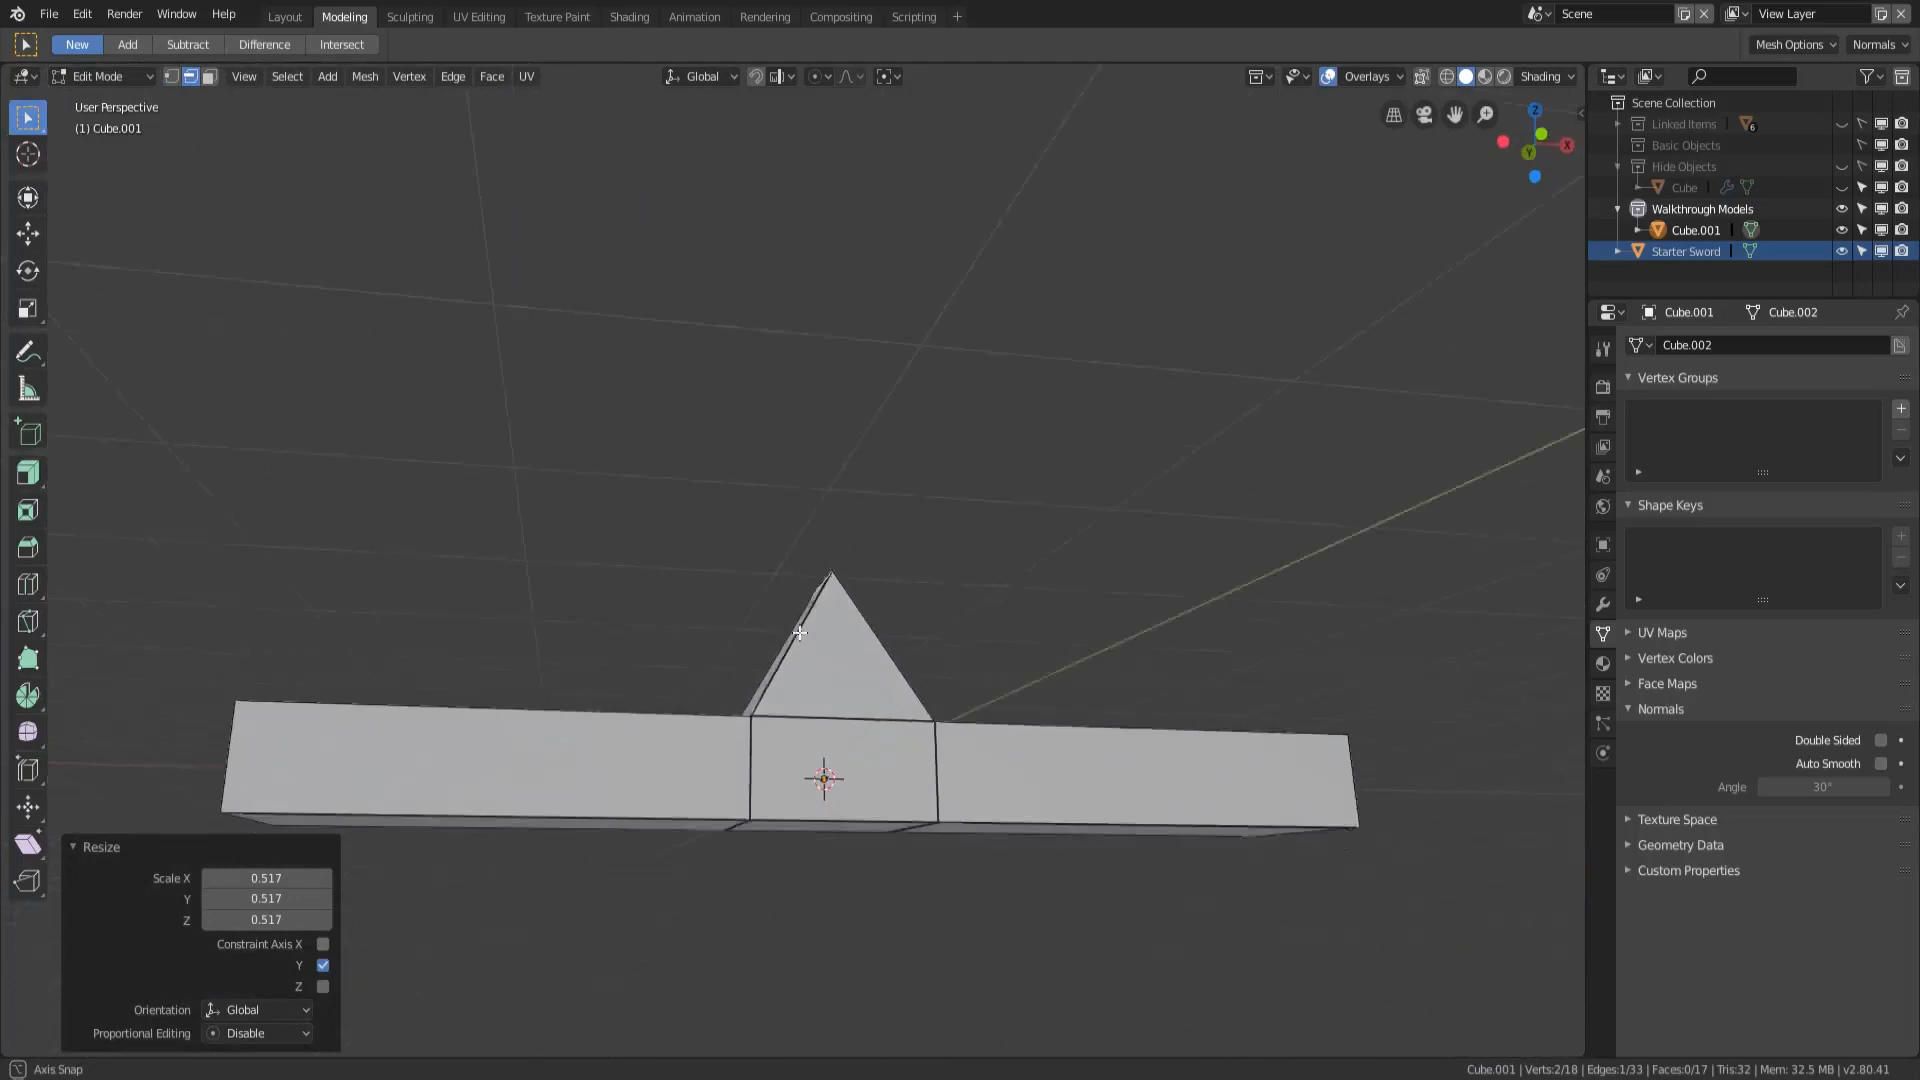 File Edit Render Window Help Layout Modeling Sculpting UV Editing Texture Paint Shading Animation Rendering Compositing Scripting + Scene View Layer
New Add Subtract Difference Intersect Mesh Options Normals
Edit Mode View Select Add Mesh Vertex Edge Face UV Global Overlays Shading
User Perspective
(1) Cube.001
Z
X
Y
Scene Collection
Linked Items 6
Basic Objects
Hide Objects
Cube
Walkthrough Models
Cube.001
Starter Sword
Cube.001 Cube.002
Cube.002
Vertex Groups
Shape Keys
UV Maps
Vertex Colors
Face Maps
Normals
Double Sided
Auto Smooth
Angle 30°
Texture Space
Geometry Data
Custom Properties
Resize
Scale X 0.517
Y 0.517
Z 0.517
Constraint Axis X
Y
Z
Orientation Global
Proportional Editing Disable
Axis Snap
Cube.001 | Verts:2/18 | Edges:1/33 | Faces:0/17 | Tris:32 | Mem: 32.5 MB | v2.80.41